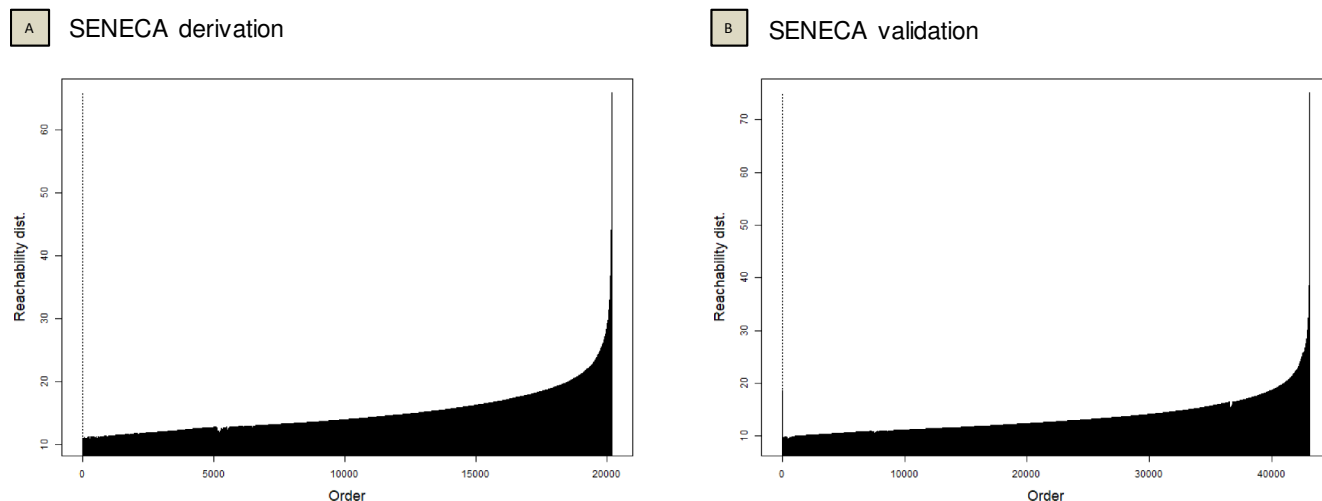 A SENECA derivation
B SENECA validation
Reachability dist.
60
50
40
30
20
10
0 5000 10000 15000 20000
Order
Reachability dist.
70
60
50
40
30
20
10
0 10000 20000 30000 40000
Order